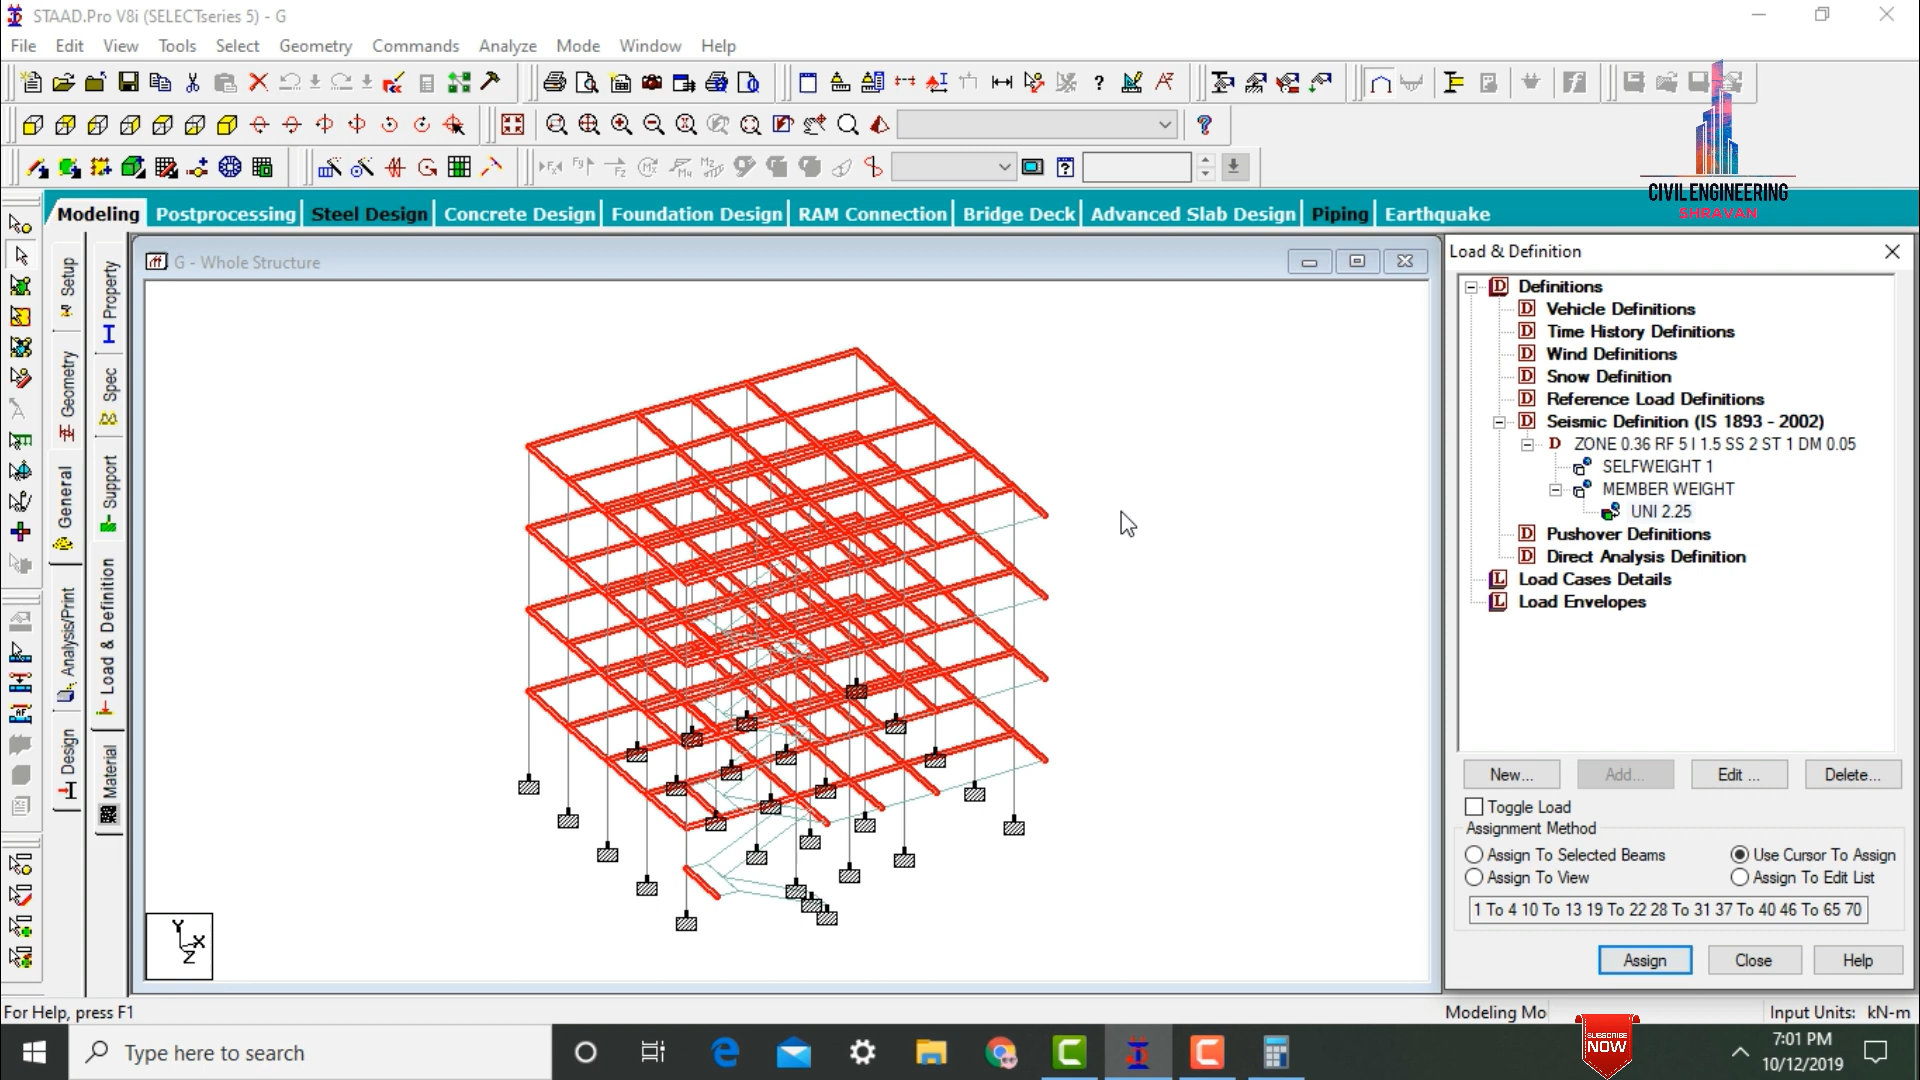 STAAD.Pro V8i (SELECTseries 5) - G
File Edit View Tools Select Geometry Commands Analyze Mode Window Help
CIVIL ENGINEERING
SHRAVAN
Modeling Postprocessing Steel Design Concrete Design Foundation Design RAM Connection Bridge Deck Advanced Slab Design Piping Earthquake
Setup
Geometry
General
Analysis/Print
Design
Property
Spec
Support
Load & Definition
Material
G - Whole Structure
Y
X
Z
Load & Definition
Definitions
Vehicle Definitions
Time History Definitions
Wind Definitions
Snow Definition
Reference Load Definitions
Seismic Definition (IS 1893 - 2002)
ZONE 0.36 RF 5 I 1.5 SS 2 ST 1 DM 0.05
SELFWEIGHT 1
MEMBER WEIGHT
UNI 2.25
Pushover Definitions
Direct Analysis Definition
Load Cases Details
Load Envelopes
New... Add... Edit ... Delete...
Toggle Load
Assignment Method
Assign To Selected Beams Use Cursor To Assign
Assign To View Assign To Edit List
1 To 4 10 To 13 19 To 22 28 To 31 37 To 40 46 To 65 70
Assign Close Help
For Help, press F1 Modeling Mo Input Units: kN-m
Type here to search
SUBSCRIBE
NOW
7:01 PM
10/12/2019